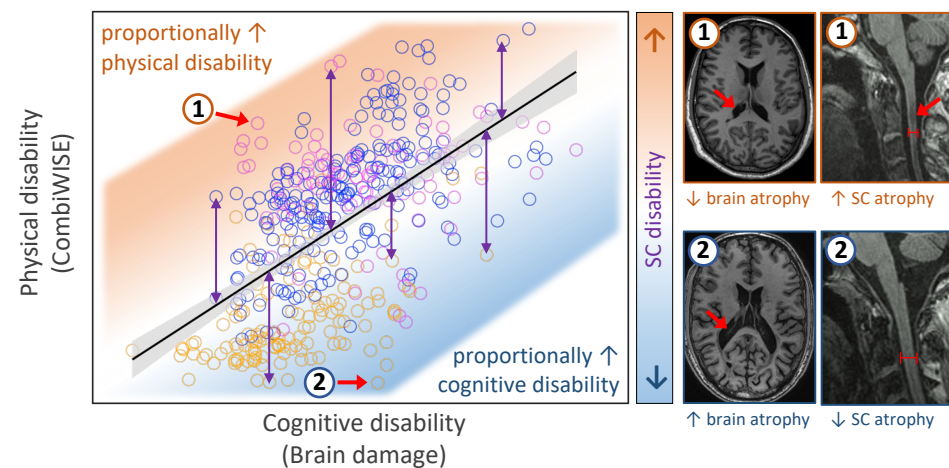 proportionally ↑
physical disability
1
2
proportionally ↑
cognitive disability
Physical disability
(CombiWISE)
Cognitive disability
(Brain damage)
↑
SC disability
↓
1
1
↓ brain atrophy
↑ SC atrophy
2
2
↑ brain atrophy
↓ SC atrophy